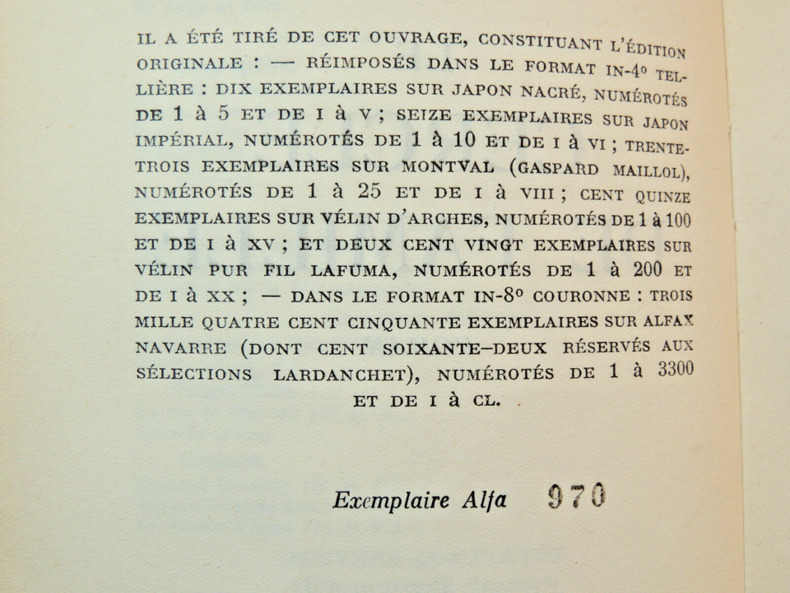 IL A ÉTÉ TIRÉ DE CET OUVRAGE, CONSTITUANT L'ÉDITION
ORIGINALE : — RÉIMPOSÉS DANS LE FORMAT IN-4º TEL-
LIÈRE : DIX EXEMPLAIRES SUR JAPON NACRÉ, NUMÉROTÉS
DE 1 à 5 ET DE I à V ; SEIZE EXEMPLAIRES SUR JAPON
IMPÉRIAL, NUMÉROTÉS DE 1 à 10 ET DE I à VI ; TRENTE-
TROIS EXEMPLAIRES SUR MONTVAL (GASPARD MAILLOL),
NUMÉROTÉS DE 1 à 25 ET DE I à VIII ; CENT QUINZE
EXEMPLAIRES SUR VÉLIN D'ARCHES, NUMÉROTÉS DE 1 à 100
ET DE I à XV ; ET DEUX CENT VINGT EXEMPLAIRES SUR
VÉLIN PUR FIL LAFUMA, NUMÉROTÉS DE 1 à 200 ET
DE I à XX ; — DANS LE FORMAT IN-8º COURONNE : TROIS
MILLE QUATRE CENT CINQUANTE EXEMPLAIRES SUR ALFAX
NAVARRE (DONT CENT SOIXANTE–DEUX RÉSERVÉS AUX
SÉLECTIONS LARDANCHET), NUMÉROTÉS DE 1 à 3300
ET DE I à CL.
Exemplaire Alfa 970